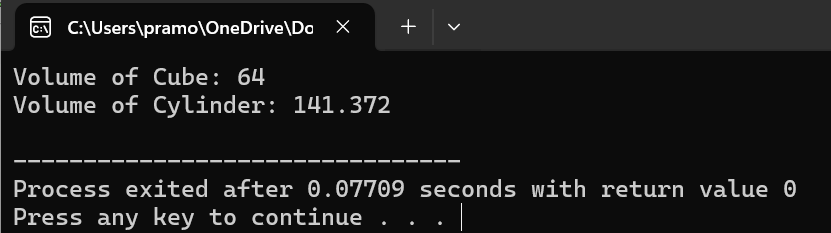 C:\Users\pramo\OneDrive\Do
Volume of Cube: 64
Volume of Cylinder: 141.372
--------------------------------
Process exited after 0.07709 seconds with return value 0
Press any key to continue . . .